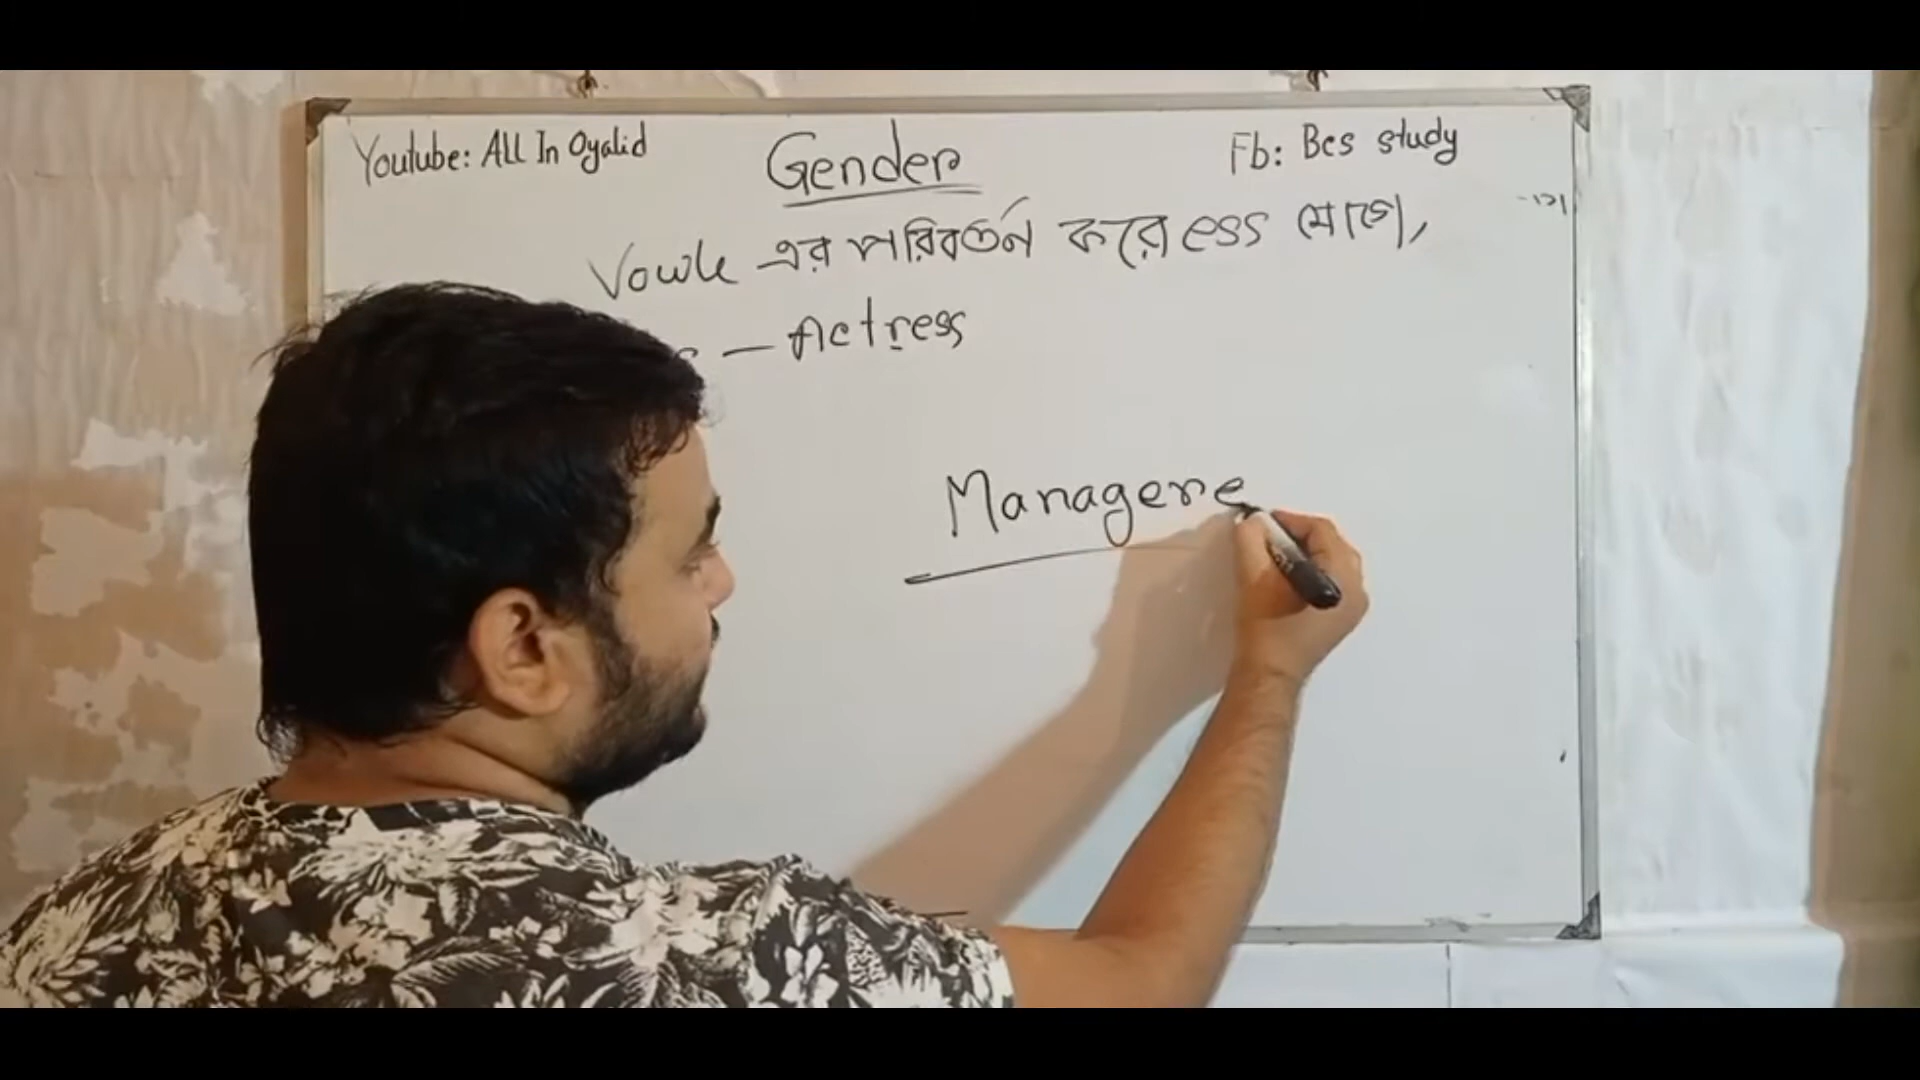 Youtube: ALL In Oyalid
Gender
Fb: Bcs study
Vowle এর পরিবর্তন করে ess যোগে,
— Actress
Managere